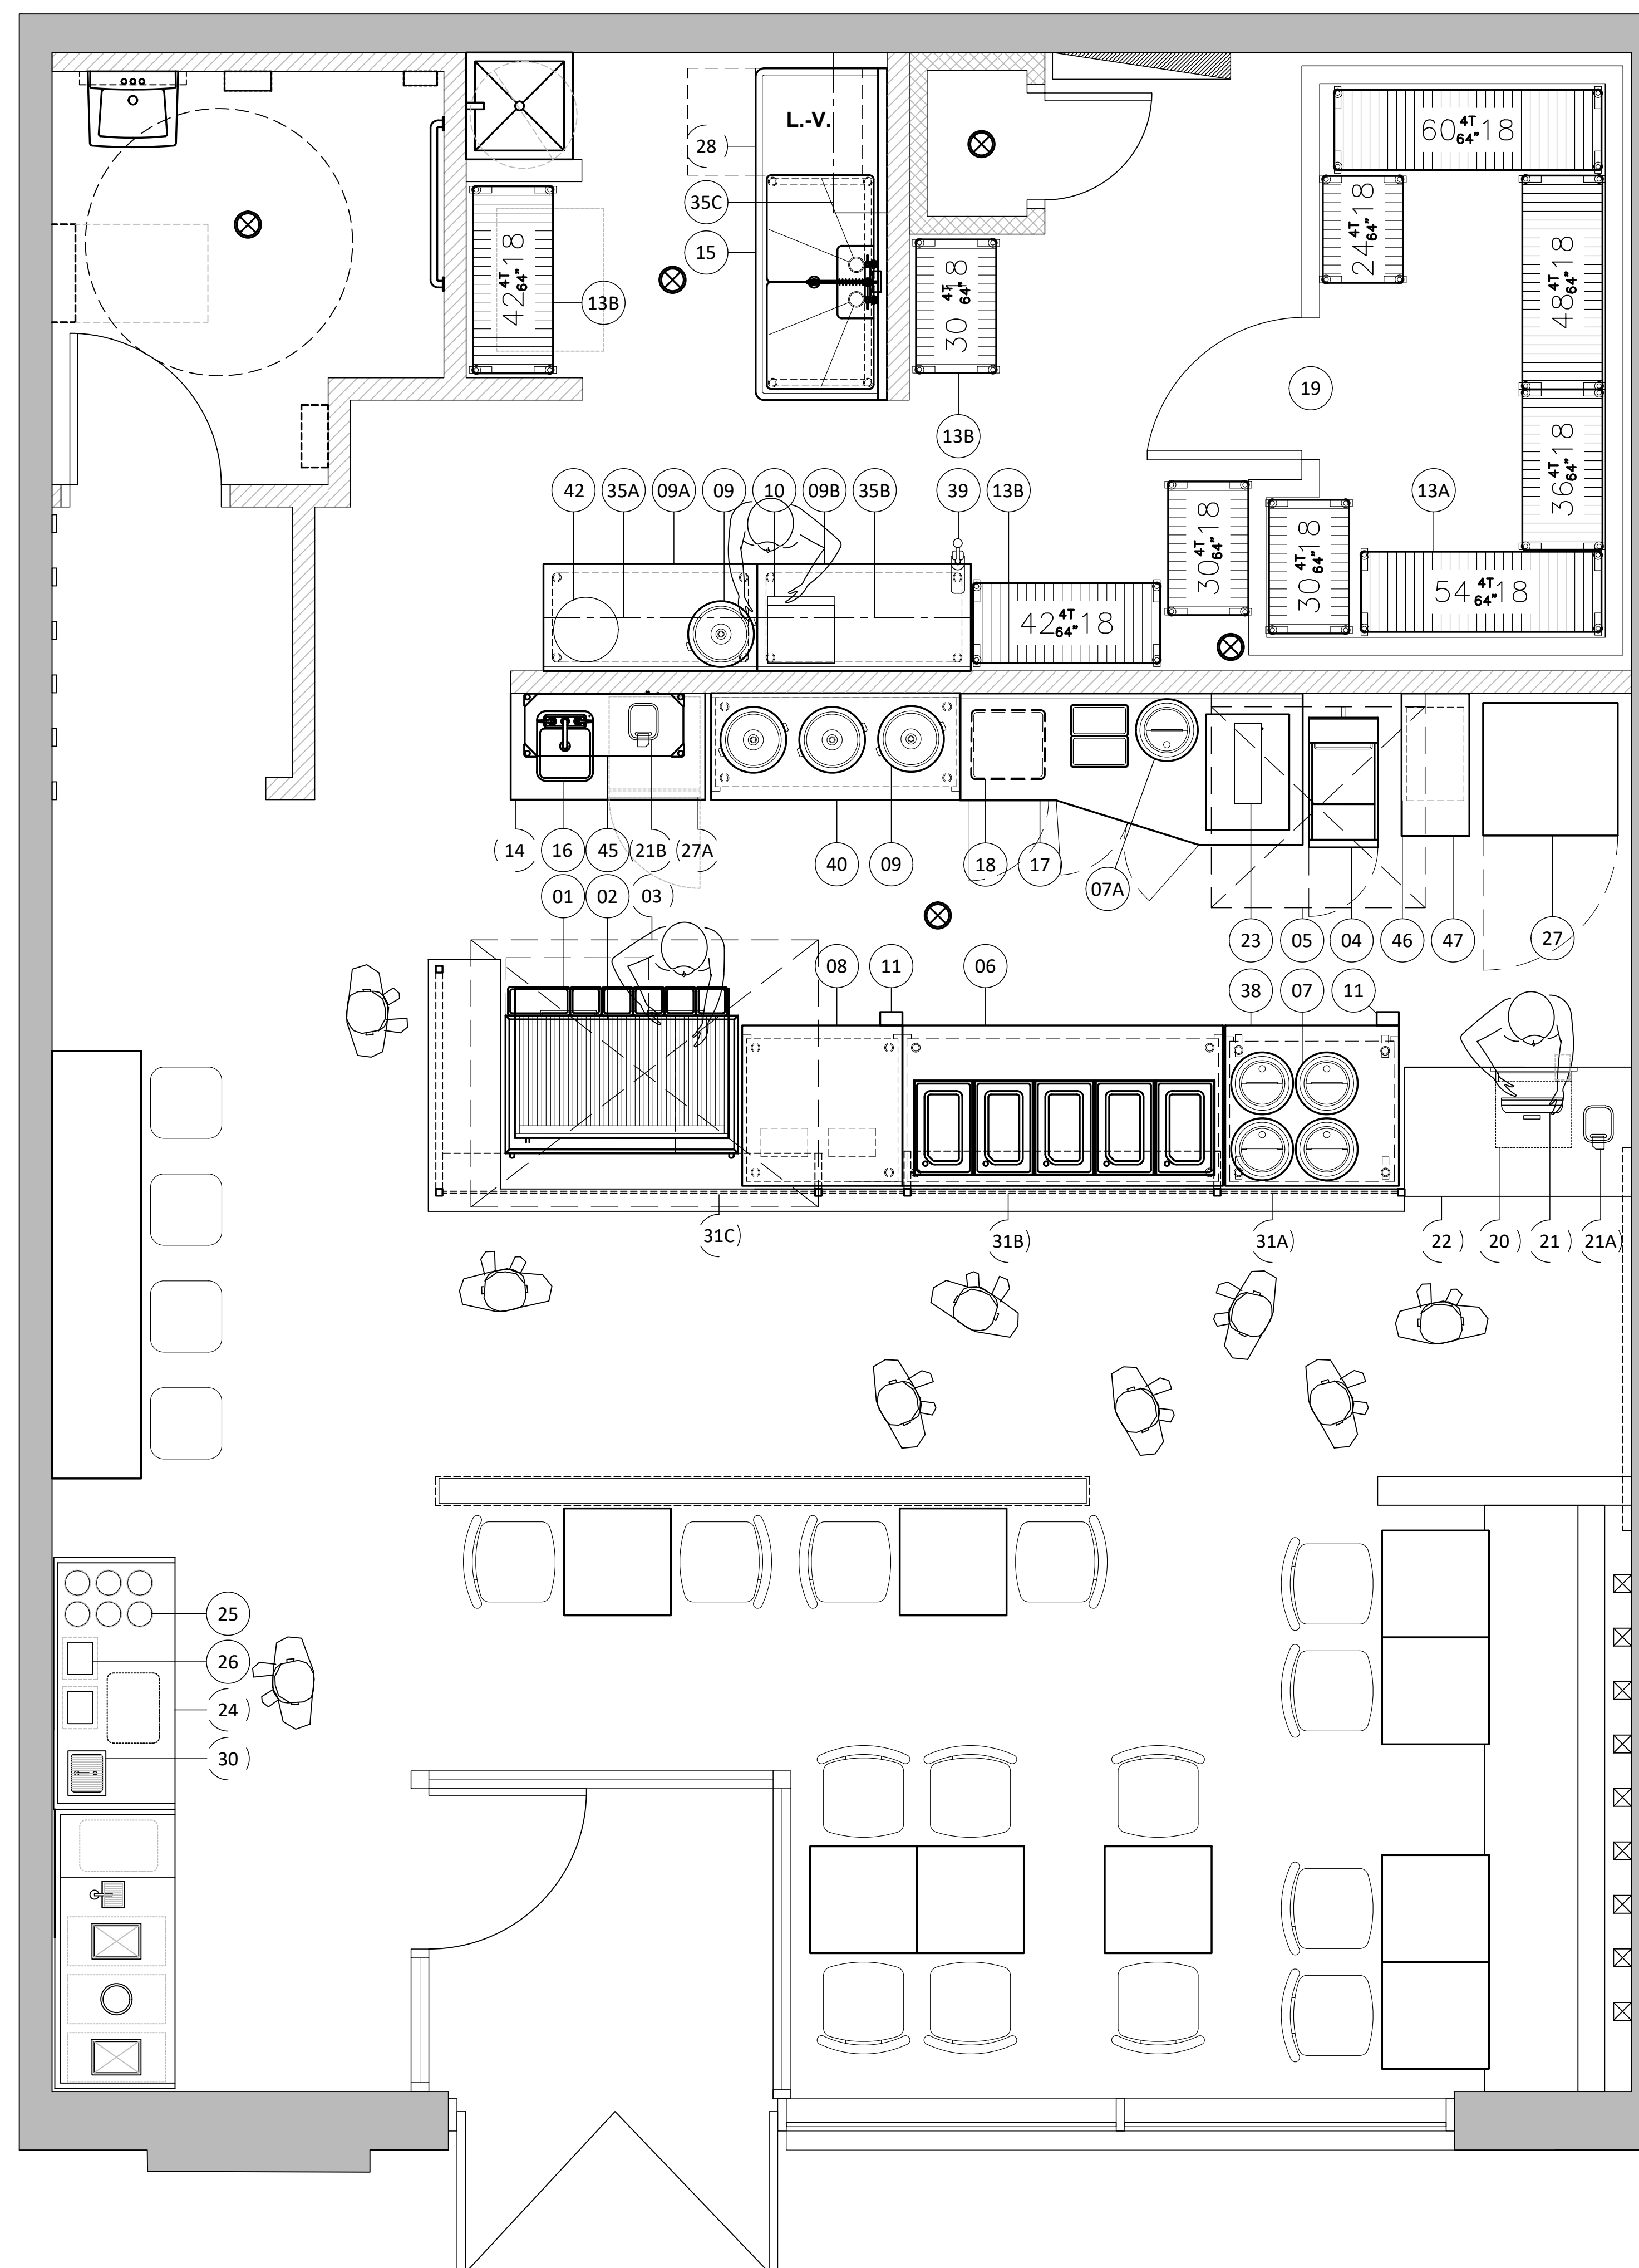 L.-V.
28
35C
15
13B
42 4T 64" 18
30 4T 64" 18
13B
60 4T 64" 18
24 4T 64" 18
48 4T 64" 18
19
36 4T 64" 18
42
35A
09A
09
10
09B
35B
39
13B
13A
42 4T 64" 18
30 4T 64" 18
30 4T 64" 18
54 4T 64" 18
14
16
45
21B
27A
40
09
18
17
07A
01
02
03
23
05
04
46
47
27
08
11
06
38
07
11
31C
31B
31A
22
20
21
21A
25
26
24
30